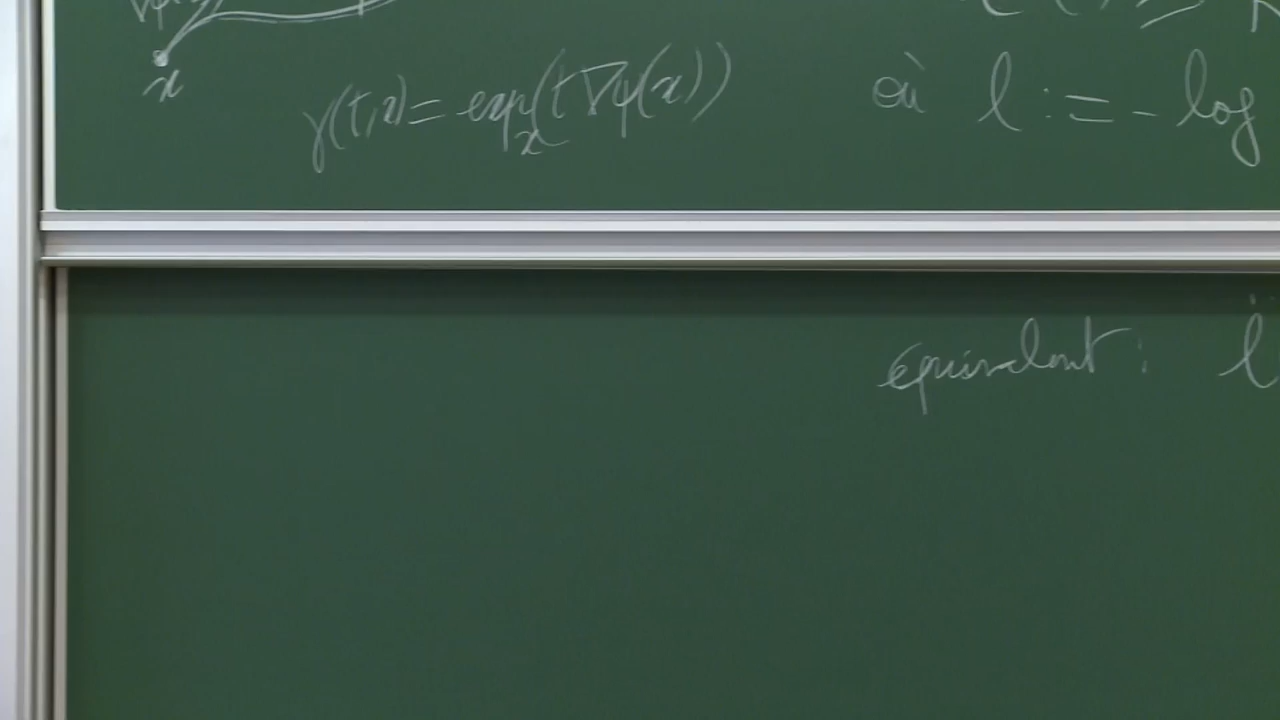 x
γ(t,x) = exp_x(t∇ψ(x))
où l := - log
équivalent :